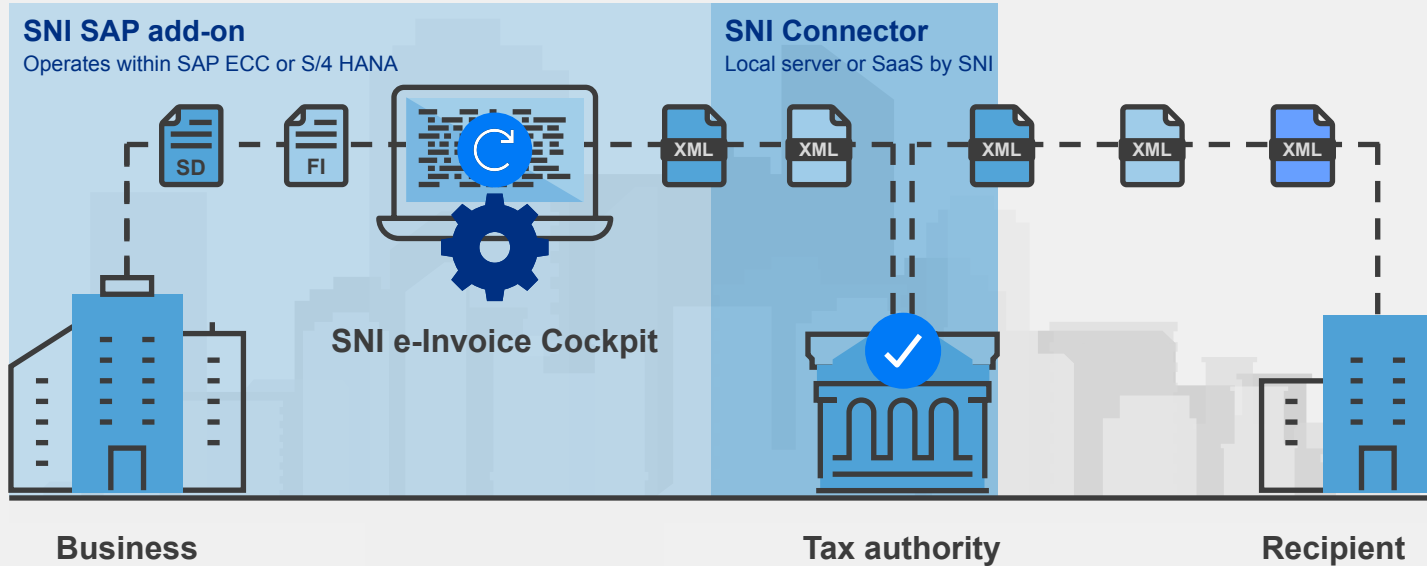 SNI SAP add-on
Operates within SAP ECC or S/4 HANA
SNI Connector
Local server or SaaS by SNI
SD
FI
XML
XML
XML
XML
XML
SNI e-Invoice Cockpit
Business
Tax authority
Recipient